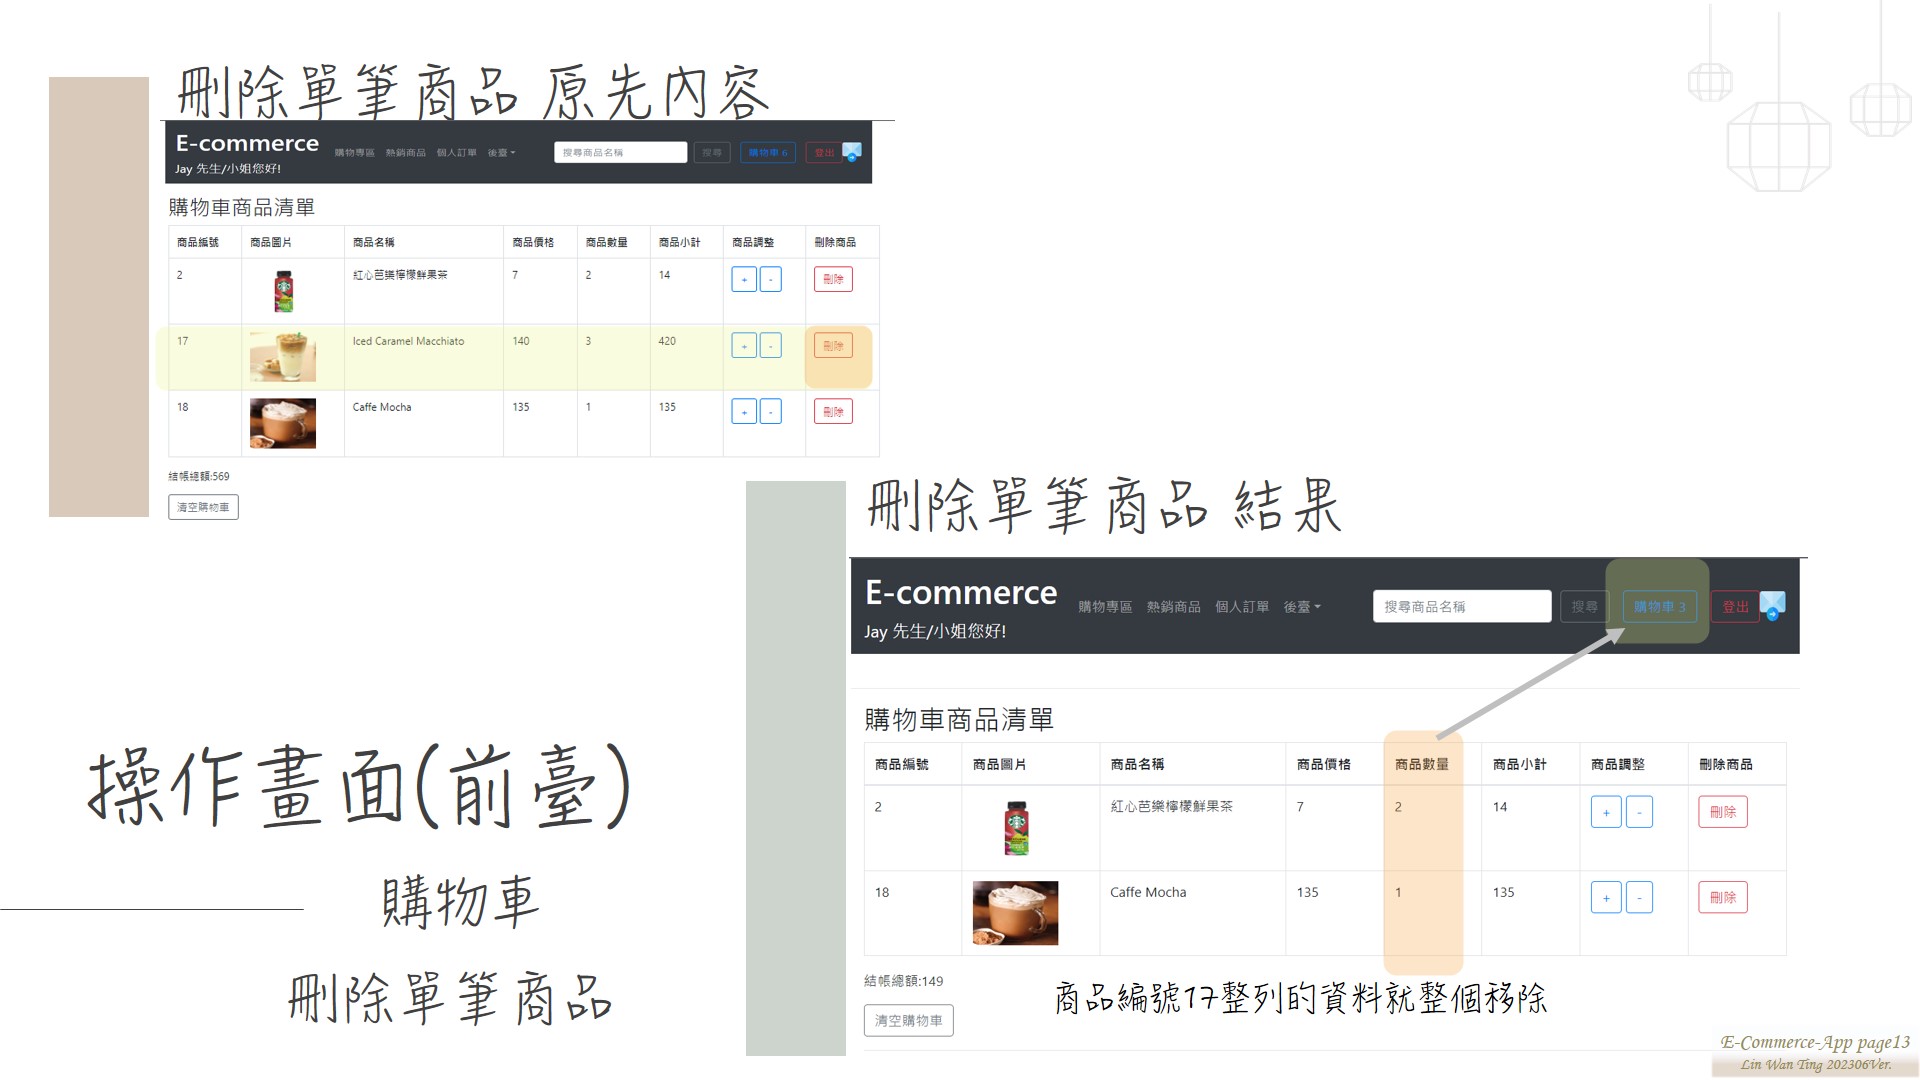 刪除單筆商品 原先內容
E-commerce 購物專區 熱銷商品 個人訂單 後臺 搜尋商品名稱 搜尋 購物車 6 登出
Jay 先生/小姐您好!
購物車商品清單
商品編號 商品圖片 商品名稱 商品價格 商品數量 商品小計 商品調整 刪除商品
2 紅心芭樂檸檬鮮果茶 7 2 14 + - 刪除
17 Iced Caramel Macchiato 140 3 420 + - 刪除
18 Caffe Mocha 135 1 135 + - 刪除
結帳總額:569
清空購物車
刪除單筆商品 結果
E-commerce 購物專區 熱銷商品 個人訂單 後臺 搜尋商品名稱 搜尋 購物車 3 登出
Jay 先生/小姐您好!
購物車商品清單
商品編號 商品圖片 商品名稱 商品價格 商品數量 商品小計 商品調整 刪除商品
2 紅心芭樂檸檬鮮果茶 7 2 14 + - 刪除
18 Caffe Mocha 135 1 135 + - 刪除
結帳總額:149
清空購物車
商品編號17整列的資料就整個移除
操作畫面(前臺)
購物車
刪除單筆商品
E-Commerce-App page13
Lin Wan Ting 202306Ver.